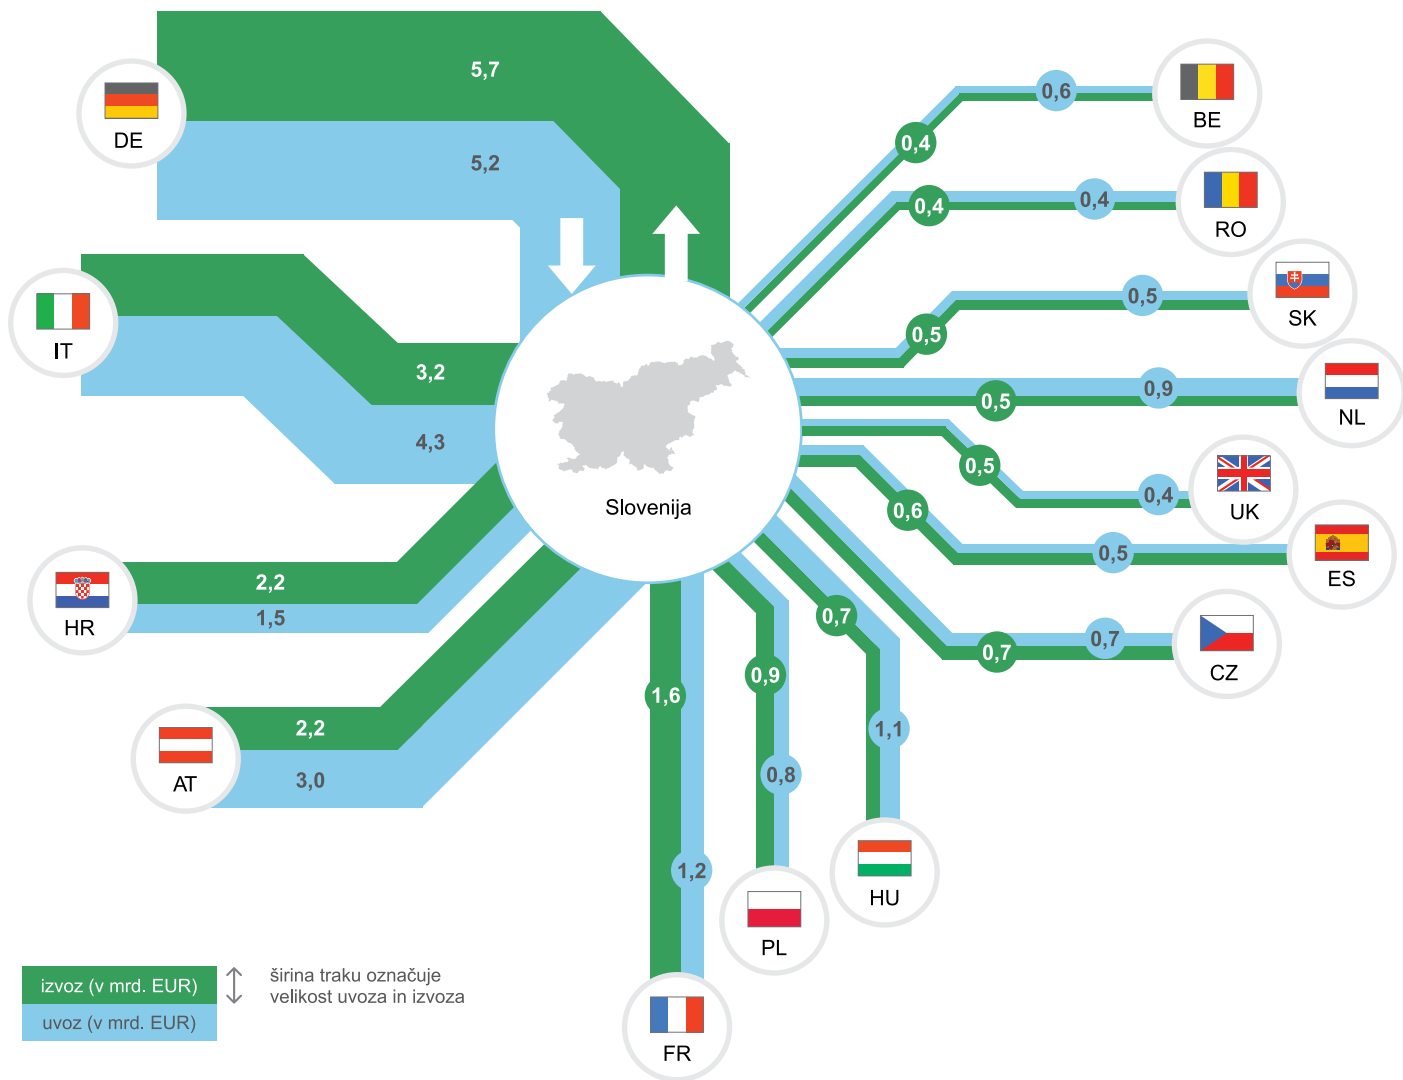 5,7
5,2
DE
3,2
4,3
IT
2,2
1,5
HR
2,2
3,0
AT
Slovenija
0,6
0,4
BE
0,4
0,4
RO
0,5
0,5
SK
0,9
0,5
NL
0,5
0,4
UK
0,6
0,5
ES
0,7
0,7
CZ
0,7
1,1
HU
0,9
0,8
PL
1,6
1,2
FR
izvoz (v mrd. EUR)
uvoz (v mrd. EUR)
širina traku označuje
velikost uvoza in izvoza